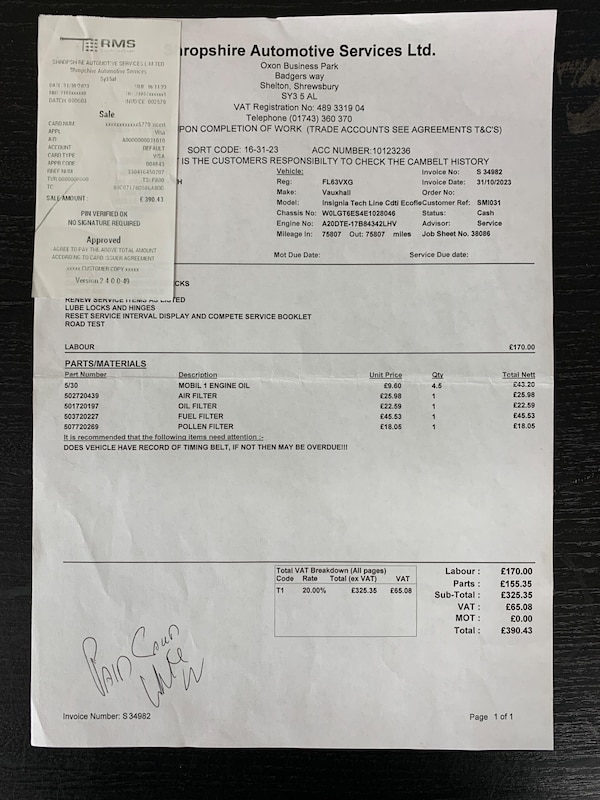 RMS
SHROPSHIRE AUTOMOTIVE SERVICES LIMITED
Shropshire Automotive Services
Sy35al
Sale
CARD NUM.
APPL Visa
AID
ACCOUNT DEFAULT
CARD TYPE VISA
APPR CODE
TC
SALE AMOUNT £ 390.43
PIN VERIFIED OK
NO SIGNATURE REQUIRED
Approved
AGREE TO PAY THE ABOVE TOTAL AMOUNT
ACCORDING TO CARD ISSUER AGREEMENT
xxxxx CUSTOMER COPY xxxxx
hropshire Automotive Services Ltd.
Oxon Business Park
Badgers way
Shelton, Shrewsbury
SY3 5 AL
VAT Registration No: 489 3319 04
Telephone (01743) 360 370
PON COMPLETION OF WORK (TRADE ACCOUNTS SEE AGREEMENTS T&C'S)
SORT CODE: 16-31-23 ACC NUMBER:10123236
T IS THE CUSTOMERS RESPONSIBILTY TO CHECK THE CAMBELT HISTORY
Vehicle: Invoice No: S 34982
Reg: FL63VXG Invoice Date: 31/10/2023
Make: Vauxhall Order No:
Model: Insignia Tech Line Cdti Ecofle Customer Ref: SMI031
Chassis No: W0LGT6ES4E1028046 Status: Cash
Engine No: A20DTE-17B84342LHV Advisor: Service
Mileage In: 75807 Out: 75807 miles Job Sheet No. 38086
Mot Due Date: Service Due date:
CKS
RENEW SERVICE ITEMS AS LISTED
LUBE LOCKS AND HINGES
RESET SERVICE INTERVAL DISPLAY AND COMPETE SERVICE BOOKLET
ROAD TEST
LABOUR £170.00
PARTS/MATERIALS
Part Number Description Unit Price Qty Total Nett
5/30 MOBIL 1 ENGINE OIL £9.60 4.5 £43.20
502720439 AIR FILTER £25.98 1 £25.98
501720197 OIL FILTER £22.59 1 £22.59
503720227 FUEL FILTER £45.53 1 £45.53
507720269 POLLEN FILTER £18.05 1 £18.05
It is recommended that the following items need attention :-
DOES VEHICLE HAVE RECORD OF TIMING BELT, IF NOT THEN MAY BE OVERDUE!!!
Total VAT Breakdown (All pages)
Code Rate Total (ex VAT) VAT
T1 20.00% £325.35 £65.08
Labour : £170.00
Parts : £155.35
Sub-Total : £325.35
VAT : £65.08
MOT : £0.00
Total : £390.43
Invoice Number: S 34982 Page 1 of 1